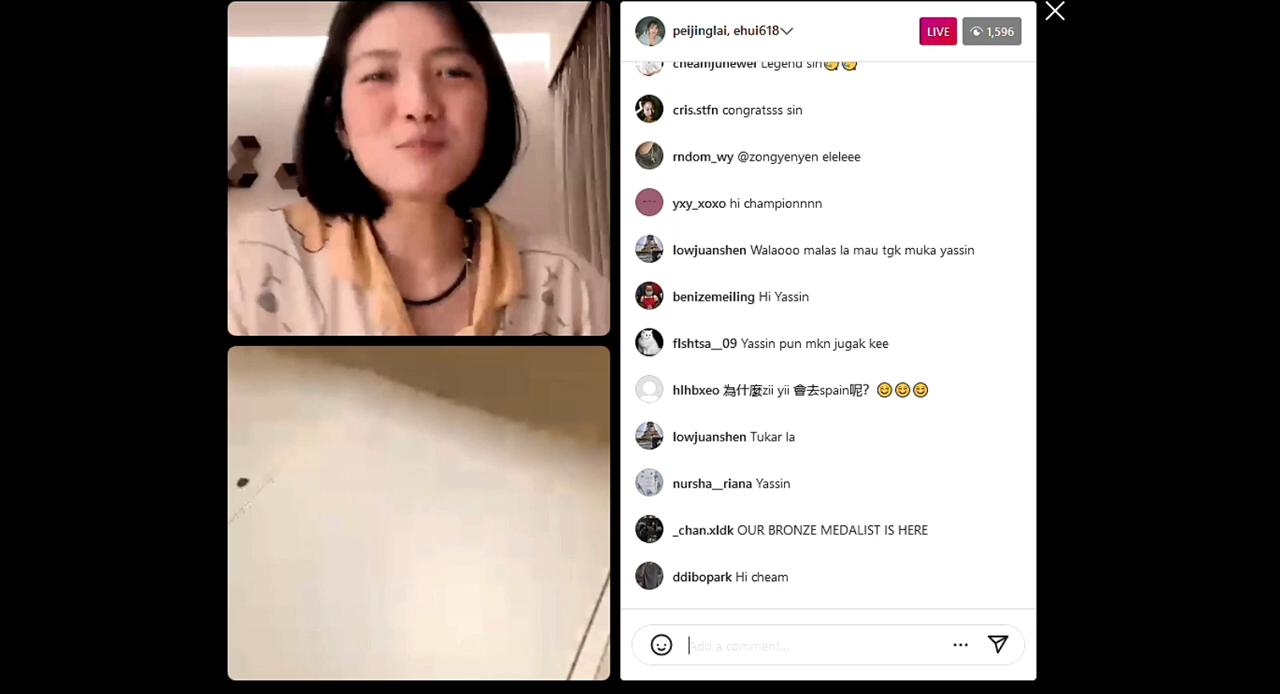 peijinglai, ehui618
LIVE
1,596
cheamjunewei Legend sin🥰🥰
cris.stfn congratsss sin
rndom_wy @zongyenyen eleleee
yxy_xoxo hi championnnn
lowjuanshen Walaooo malas la mau tgk muka yassin
benizemeiling Hi Yassin
flshtsa__09 Yassin pun mkn jugak kee
hlhbxeo 為什麼zii yii 會去spain呢? 😊😊😊
lowjuanshen Tukar la
nursha__riana Yassin
_chan.xldk OUR BRONZE MEDALIST IS HERE
ddibopark Hi cheam
Add a comment...